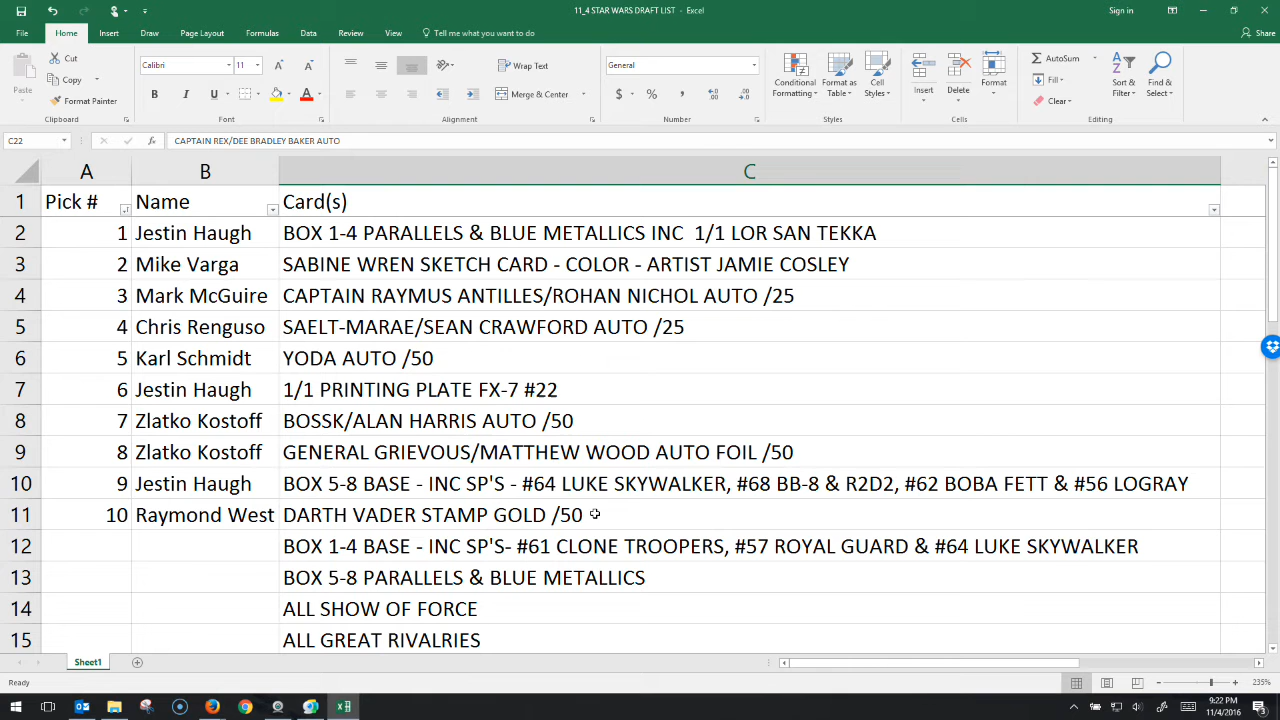 11_4 STAR WARS DRAFT LIST - Excel
Sign in
File Home Insert Draw Page Layout Formulas Data Review View Tell me what you want to do Share
Paste
Cut
Copy
Format Painter
Clipboard
Calibri 11
B I U
Font
Wrap Text
Merge & Center
Alignment
General
$ % ,
Number
Conditional Formatting
Format as Table
Cell Styles
Styles
Insert
Delete
Format
Cells
AutoSum
Fill
Clear
Sort & Filter
Find & Select
Editing
C22 fx CAPTAIN REX/DEE BRADLEY BAKER AUTO
A B C
1 Pick # Name Card(s)
2 1 Jestin Haugh BOX 1-4 PARALLELS & BLUE METALLICS INC 1/1 LOR SAN TEKKA
3 2 Mike Varga SABINE WREN SKETCH CARD - COLOR - ARTIST JAMIE COSLEY
4 3 Mark McGuire CAPTAIN RAYMUS ANTILLES/ROHAN NICHOL AUTO /25
5 4 Chris Renguso SAELT-MARAE/SEAN CRAWFORD AUTO /25
6 5 Karl Schmidt YODA AUTO /50
7 6 Jestin Haugh 1/1 PRINTING PLATE FX-7 #22
8 7 Zlatko Kostoff BOSSK/ALAN HARRIS AUTO /50
9 8 Zlatko Kostoff GENERAL GRIEVOUS/MATTHEW WOOD AUTO FOIL /50
10 9 Jestin Haugh BOX 5-8 BASE - INC SP'S - #64 LUKE SKYWALKER, #68 BB-8 & R2D2, #62 BOBA FETT & #56 LOGRAY
11 10 Raymond West DARTH VADER STAMP GOLD /50
12 BOX 1-4 BASE - INC SP'S- #61 CLONE TROOPERS, #57 ROYAL GUARD & #64 LUKE SKYWALKER
13 BOX 5-8 PARALLELS & BLUE METALLICS
14 ALL SHOW OF FORCE
15 ALL GREAT RIVALRIES
Sheet1
Ready
235%
9:22 PM
11/4/2016